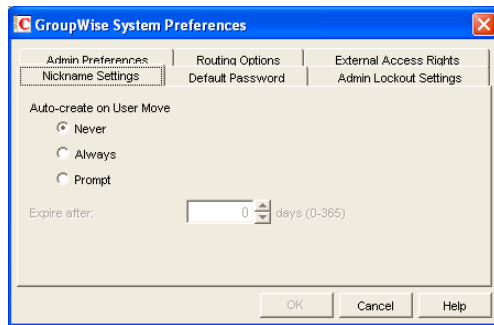 GroupWise System Preferences
Admin Preferences Routing Options External Access Rights
Nickname Settings Default Password Admin Lockout Settings
Auto-create on User Move
Never
Always
Prompt
Expire after: 0 days (0-365)
OK Cancel Help